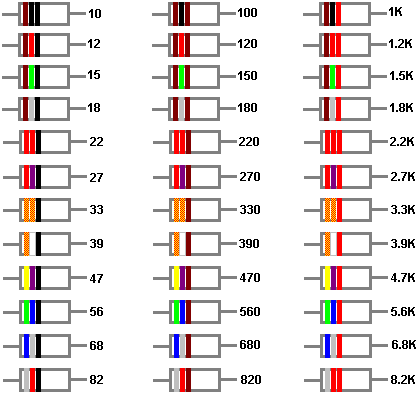 10 100 1K
12 120 1.2K
15 150 1.5K
18 180 1.8K
22 220 2.2K
27 270 2.7K
33 330 3.3K
39 390 3.9K
47 470 4.7K
56 560 5.6K
68 680 6.8K
82 820 8.2K